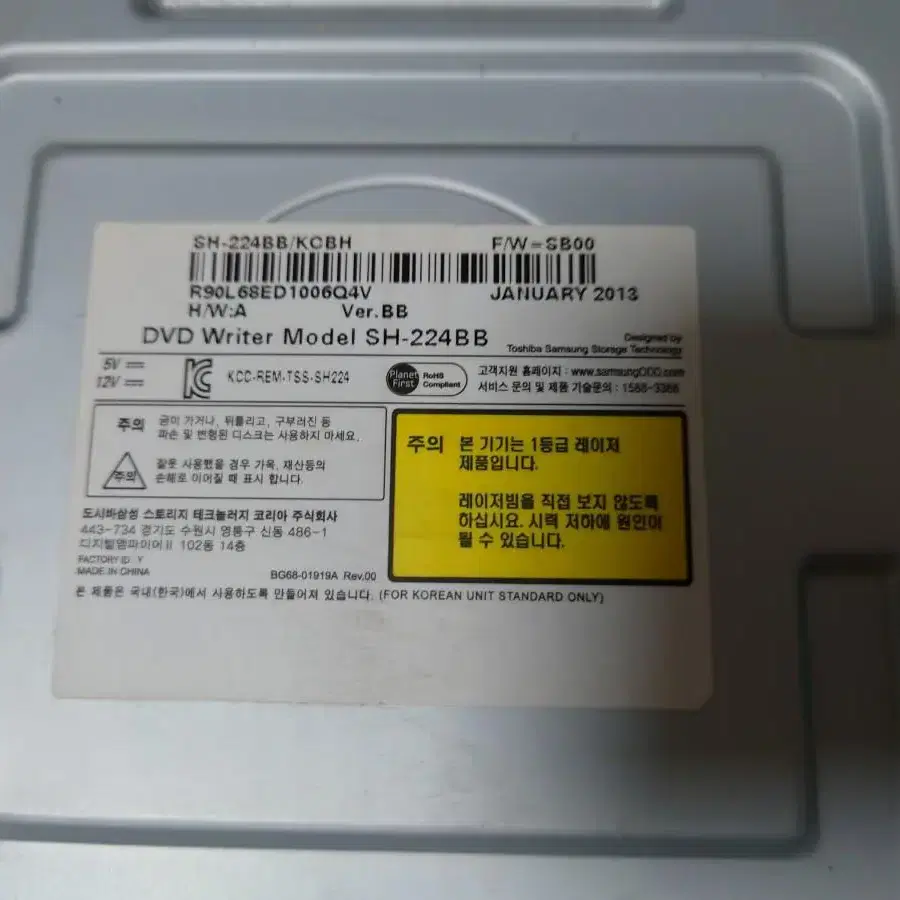 SH-224BB/KCBH F/W=SB00
R90L68ED1006Q4V JANUARY 2013
H/W:A Ver.BB
DVD Writer Model SH-224BB
Designed by
Toshiba Samsung Storage Technology
5V
12V
KCC-REM-TSS-SH224
Planet First
RoHS Compliant
고객지원 홈페이지 : www.samsungODD.com
서비스 문의 및 제품 기술문의 : 1588-3366
주의 금이 가거나, 뒤틀리고, 구부러진 등
파손 및 변형된 디스크는 사용하지 마세요.
주의 잘못 사용했을 경우 가욱, 재산등의
손해로 이어질 때 표시 합니다.
주의 본 기기는 1등급 레이저
제품입니다.
레이저빔을 직접 보지 않도록
하십시요. 시력 저하에 원인이
될 수 있습니다.
도시바삼성 스토리지 테크놀러지 코리아 주식회사
443-734 경기도 수원시 영통구 신동 486-1
디지털엠파이어II 102동 14층
FACTORY ID : Y
MADE IN CHINA
BG68-01919A Rev.00
본 제품은 국내(한국)에서 사용하도록 만들어져 있습니다. (FOR KOREAN UNIT STANDARD ONLY)